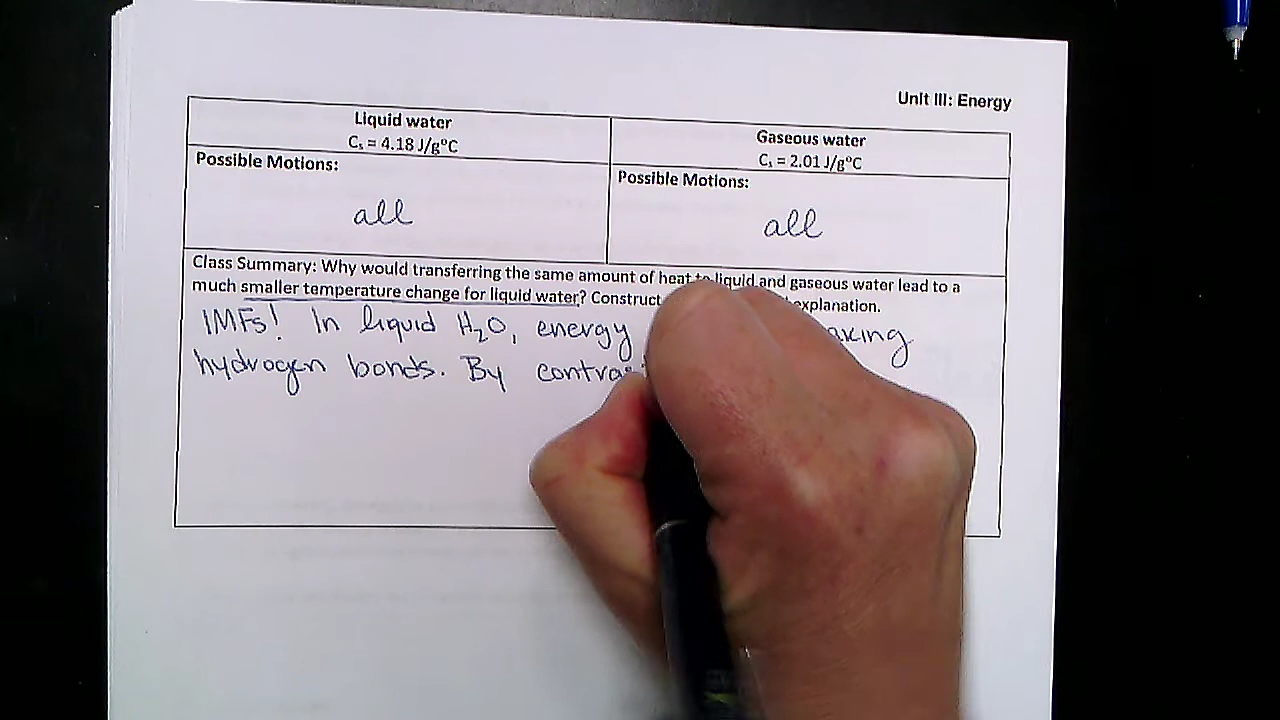 Unit III: Energy
Liquid water
Cₛ = 4.18 J/g°C
Gaseous water
Cₛ = 2.01 J/g°C
Possible Motions:
Possible Motions:
all
all
Class Summary: Why would transferring the same amount of heat to liquid and gaseous water lead to a
much smaller temperature change for liquid water? Construct explanation.
IMFs! In liquid H₂O, energy
hydrogen bonds. By